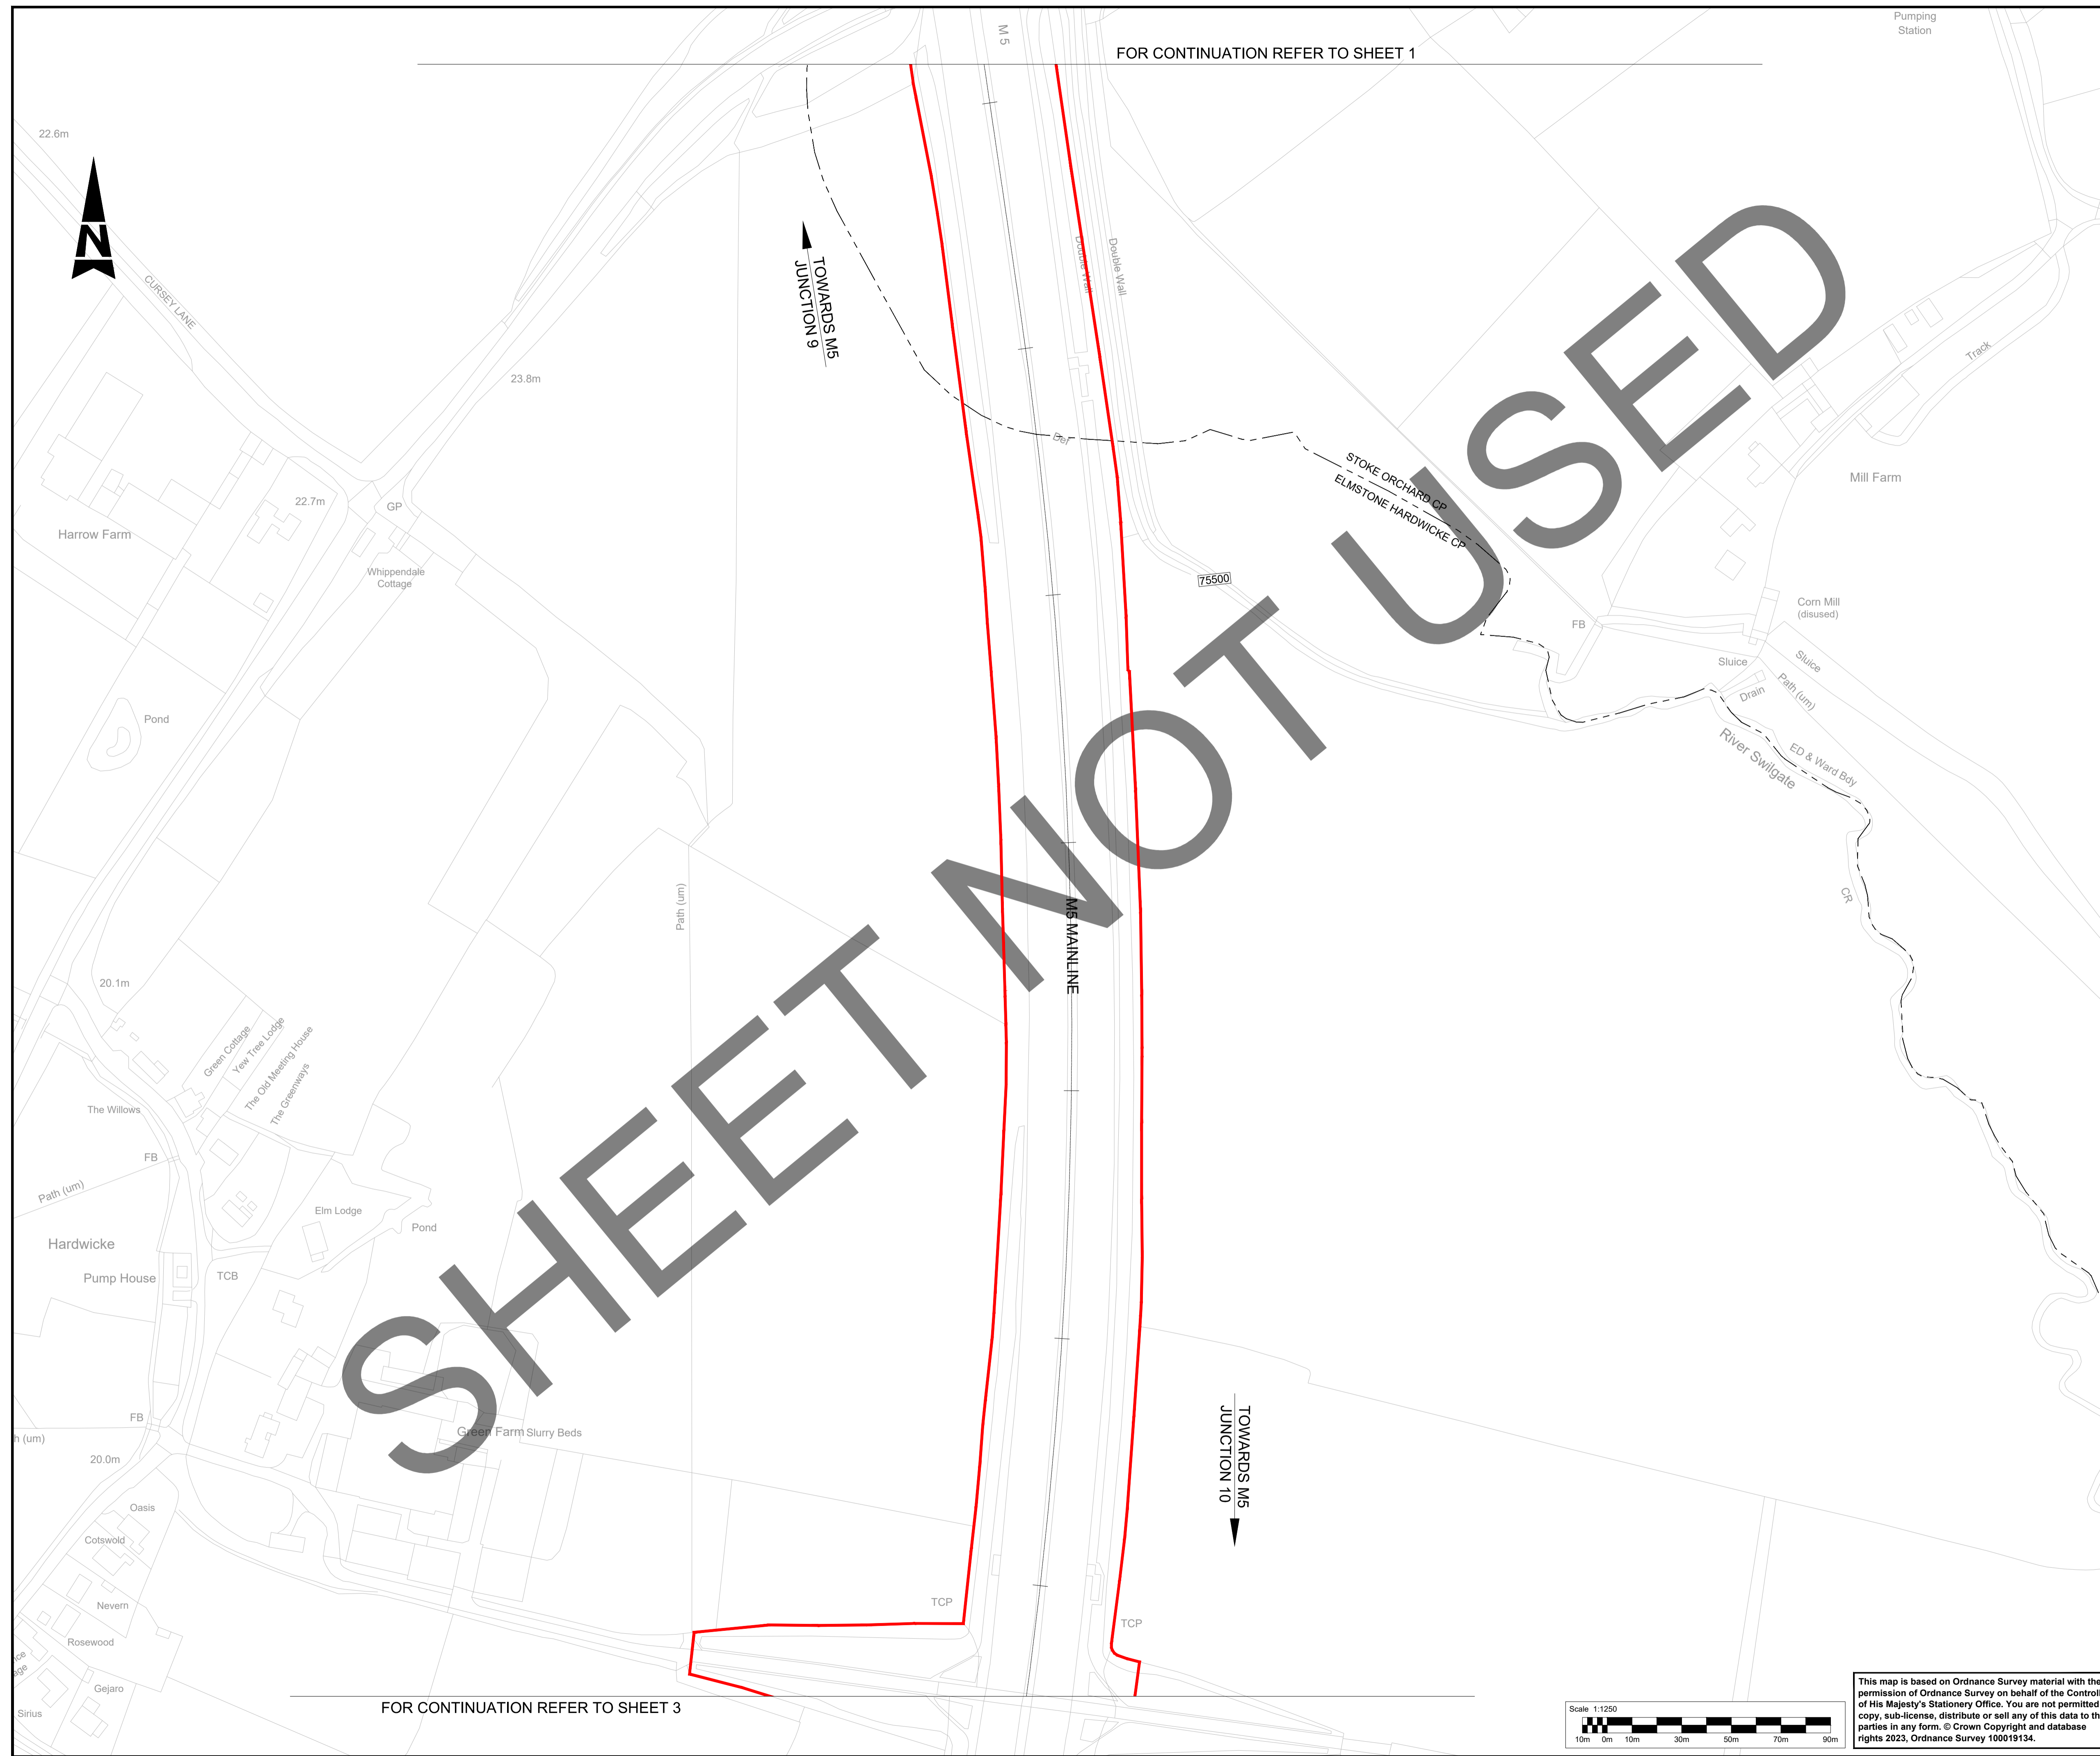 Pumping
Station
M 5
FOR CONTINUATION REFER TO SHEET 1
22.6m
N
CURSEY LANE
TOWARDS M5
JUNCTION 9
Double Wall
Double Wall
23.8m
Track
Def
STOKE ORCHARD CP
ELMSTONE HARDWICKE CP
Mill Farm
22.7m
GP
Harrow Farm
Whippendale
Cottage
75500
Corn Mill
(disused)
FB
Sluice
Sluice
Drain
Path (um)
Pond
River Swilgate
ED & Ward Bdy
SHEET NOT USED
Path (um)
CR
M5 MAINLINE
20.1m
Green Cottage
Yew Tree Lodge
The Old Meeting House
The Greenways
The Willows
FB
Path (um)
Elm Lodge
Pond
Hardwicke
Pump House
TCB
TOWARDS M5
JUNCTION 10
FB
Green Farm
Slurry Beds
h (um)
20.0m
Oasis
Cotswold
Nevern
TCP
TCP
Rosewood
Gejaro
Sirius
FOR CONTINUATION REFER TO SHEET 3
Scale 1:1250
10m 0m 10m 30m 50m 70m 90m
This map is based on Ordnance Survey material with the
permission of Ordnance Survey on behalf of the Controll
of His Majesty's Stationery Office. You are not permitted
copy, sub-license, distribute or sell any of this data to th
parties in any form. © Crown Copyright and database
rights 2023, Ordnance Survey 100019134.